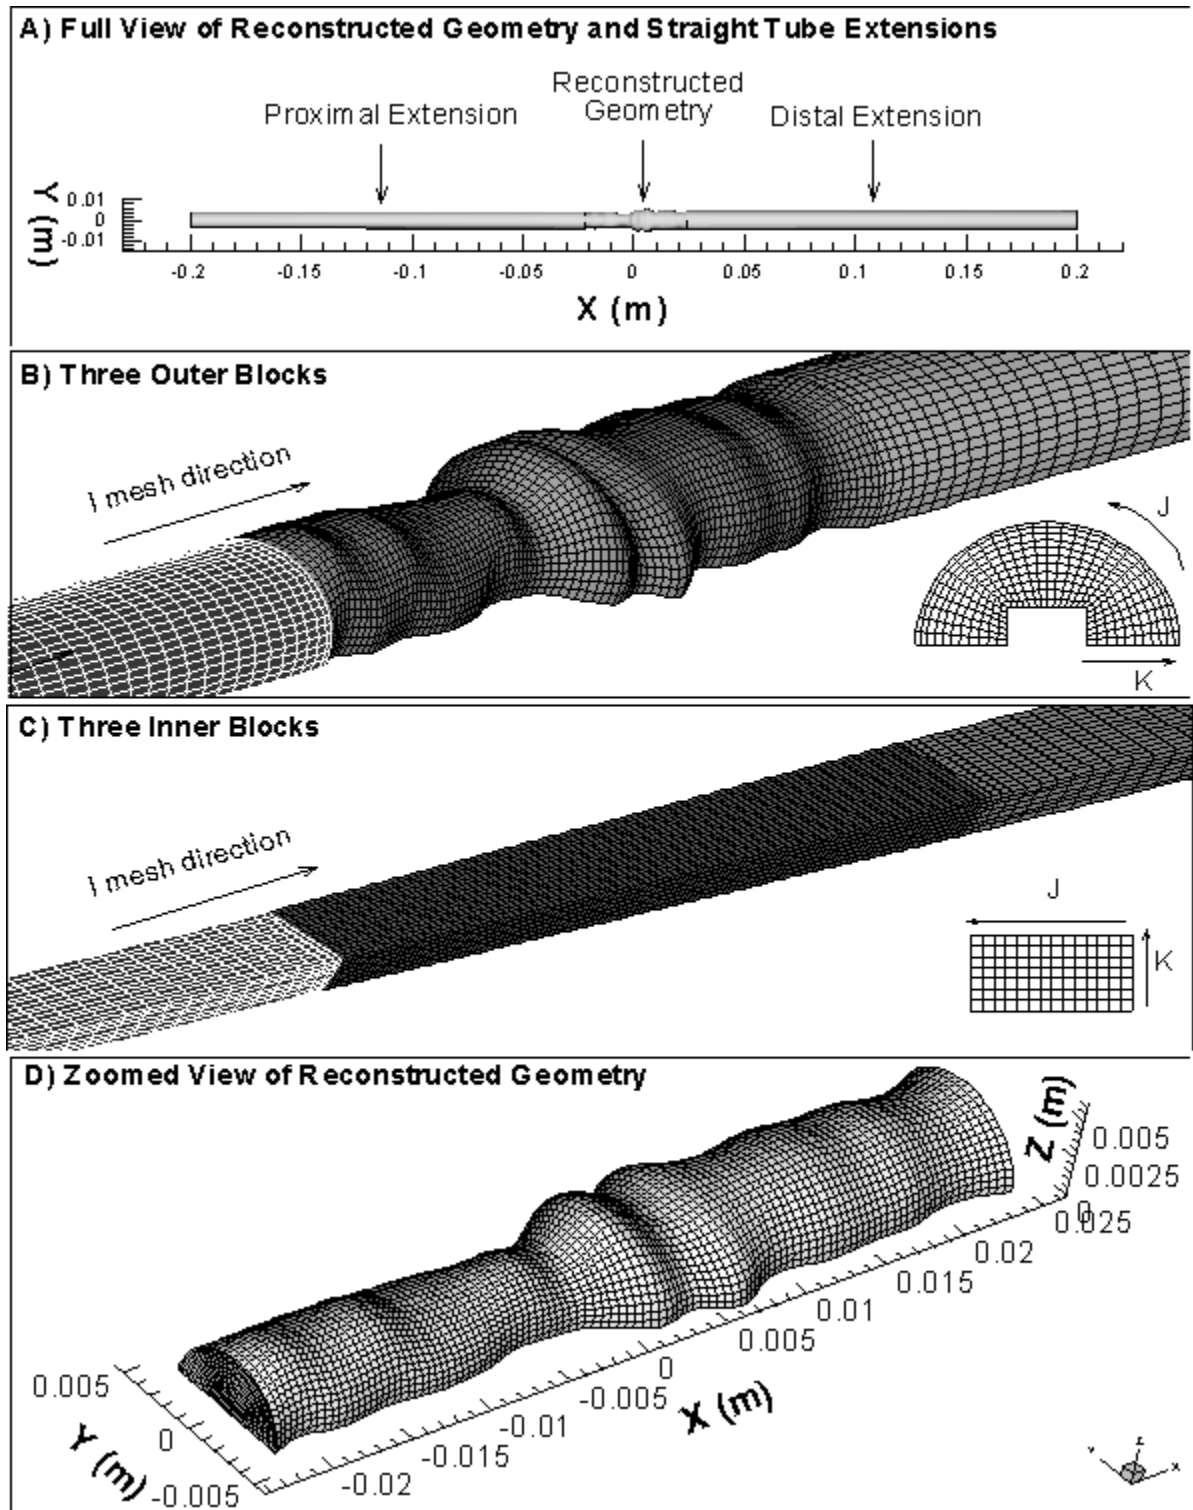 A) Full View of Reconstructed Geometry and Straight Tube Extensions
Reconstructed
Geometry
Proximal Extension
Distal Extension
Y (m)
0.01
0
-0.01
-0.2 -0.15 -0.1 -0.05 0 0.05 0.1 0.15 0.2
X (m)
B) Three Outer Blocks
I mesh direction
J
K
C) Three Inner Blocks
I mesh direction
J
K
D) Zoomed View of Reconstructed Geometry
Z (m)
0.005
0.0025
0
0.025
0.02
0.015
0.01
0.005
0
-0.005
-0.01
-0.015
-0.02
X (m)
0.005
0
-0.005
Y (m)
Y
Z
X